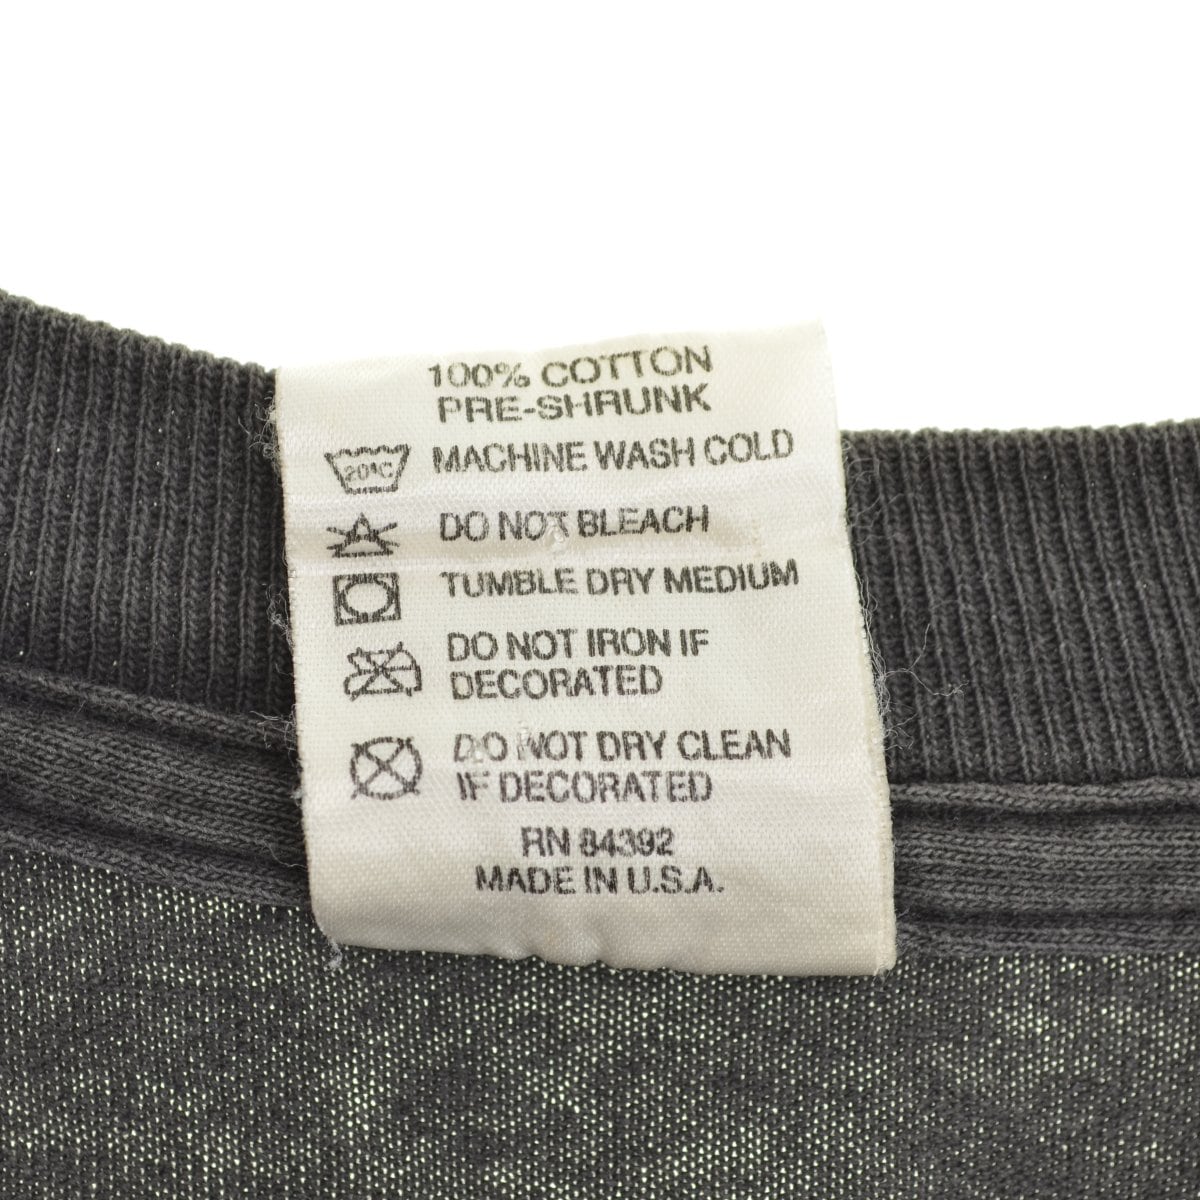 100% COTTON
PRE-SHRUNK
20°C MACHINE WASH COLD
DO NOT BLEACH
TUMBLE DRY MEDIUM
DO NOT IRON IF
DECORATED
DO NOT DRY CLEAN
IF DECORATED
RN 84392
MADE IN U.S.A.